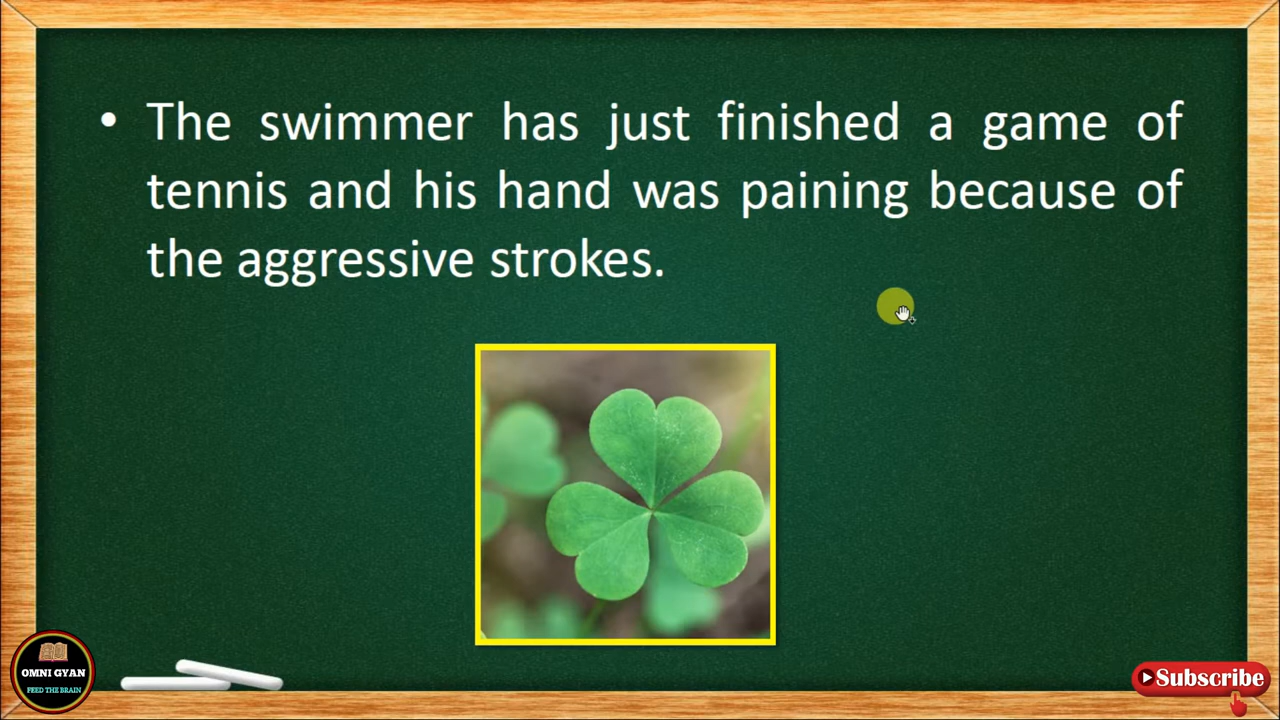 • The swimmer has just finished a game of
tennis and his hand was paining because of
the aggressive strokes.
OMNI GYAN
FEED THE BRAIN
Subscribe